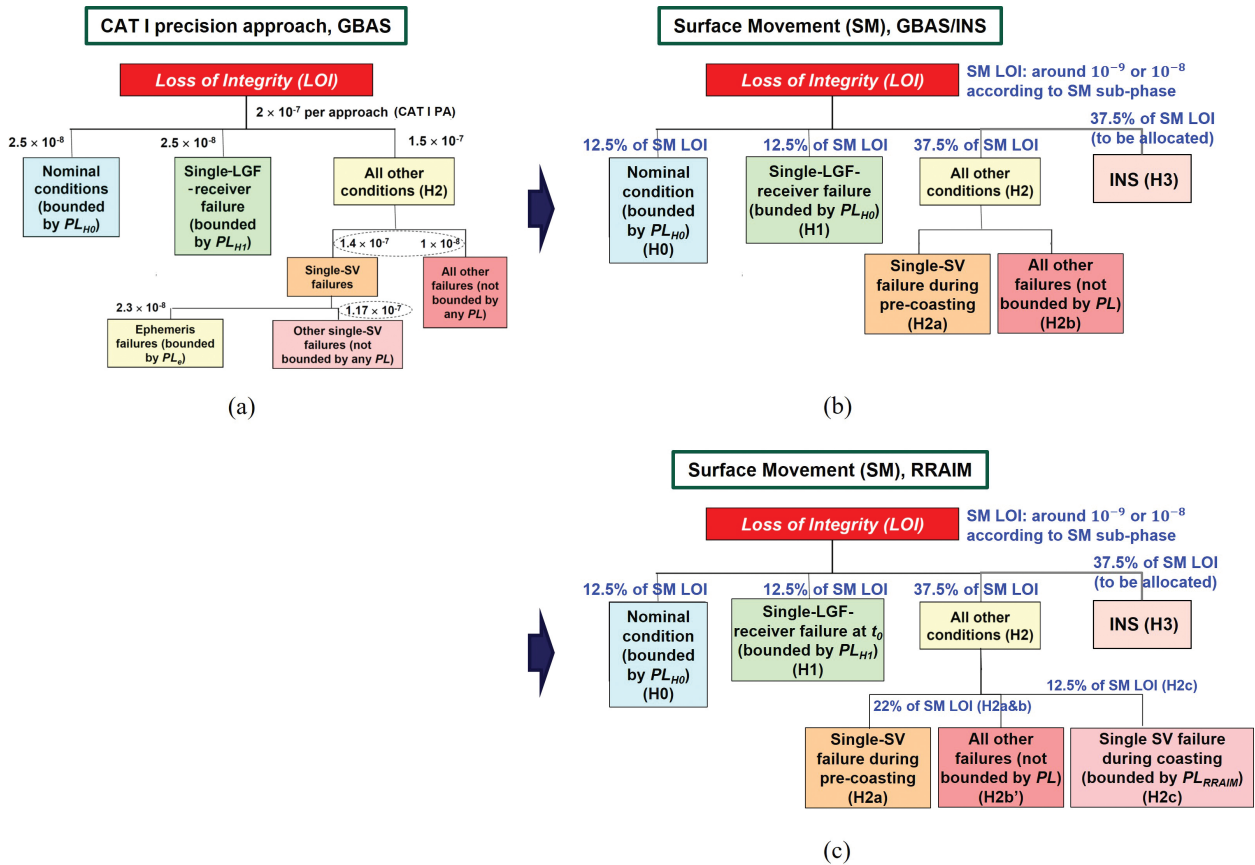 CAT I precision approach, GBAS
Loss of Integrity (LOI)
2 × 10⁻⁷ per approach (CAT I PA)
2.5 × 10⁻⁸
2.5 × 10⁻⁸
1.5 × 10⁻⁷
Nominal
conditions
(bounded
by PL_H0)
Single-LGF
-receiver
failure
(bounded
by PL_H1)
All other
conditions (H2)
1.4 × 10⁻⁷
1 × 10⁻⁸
Single-SV
failures
All other
failures (not
bounded by
any PL)
2.3 × 10⁻⁸
1.17 × 10⁻⁷
Ephemeris
failures (bounded
by PL_e)
Other single-SV
failures (not
bounded by any PL)
(a)
Surface Movement (SM), GBAS/INS
Loss of Integrity (LOI)
SM LOI: around 10⁻⁹ or 10⁻⁸
according to SM sub-phase
12.5% of SM LOI
12.5% of SM LOI
37.5% of SM LOI
37.5% of SM LOI
(to be allocated)
Nominal
condition
(bounded
by PL_H0)
(H0)
Single-LGF-
receiver failure
(bunded by PL_H0)
(H1)
All other
conditions (H2)
INS (H3)
Single-SV
failure during
pre-coasting
(H2a)
All other
failures (not
bounded by PL)
(H2b)
(b)
Surface Movement (SM), RRAIM
Loss of Integrity (LOI)
SM LOI: around 10⁻⁹ or 10⁻⁸
according to SM sub-phase
12.5% of SM LOI
12.5% of SM LOI
37.5% of SM LOI
37.5% of SM LOI
(to be allocated)
Nominal
condition
(bounded
by PL_H0)
(H0)
Single-LGF-
receiver failure at t₀
(bounded by PL_H1)
(H1)
All other
conditions (H2)
INS (H3)
22% of SM LOI (H2a&b)
12.5% of SM LOI (H2c)
Single-SV
failure during
pre-coasting
(H2a)
All other
failures (not
bounded by PL)
(H2b')
Single SV failure
during coasting
(bounded by PL_RRAIM)
(H2c)
(c)